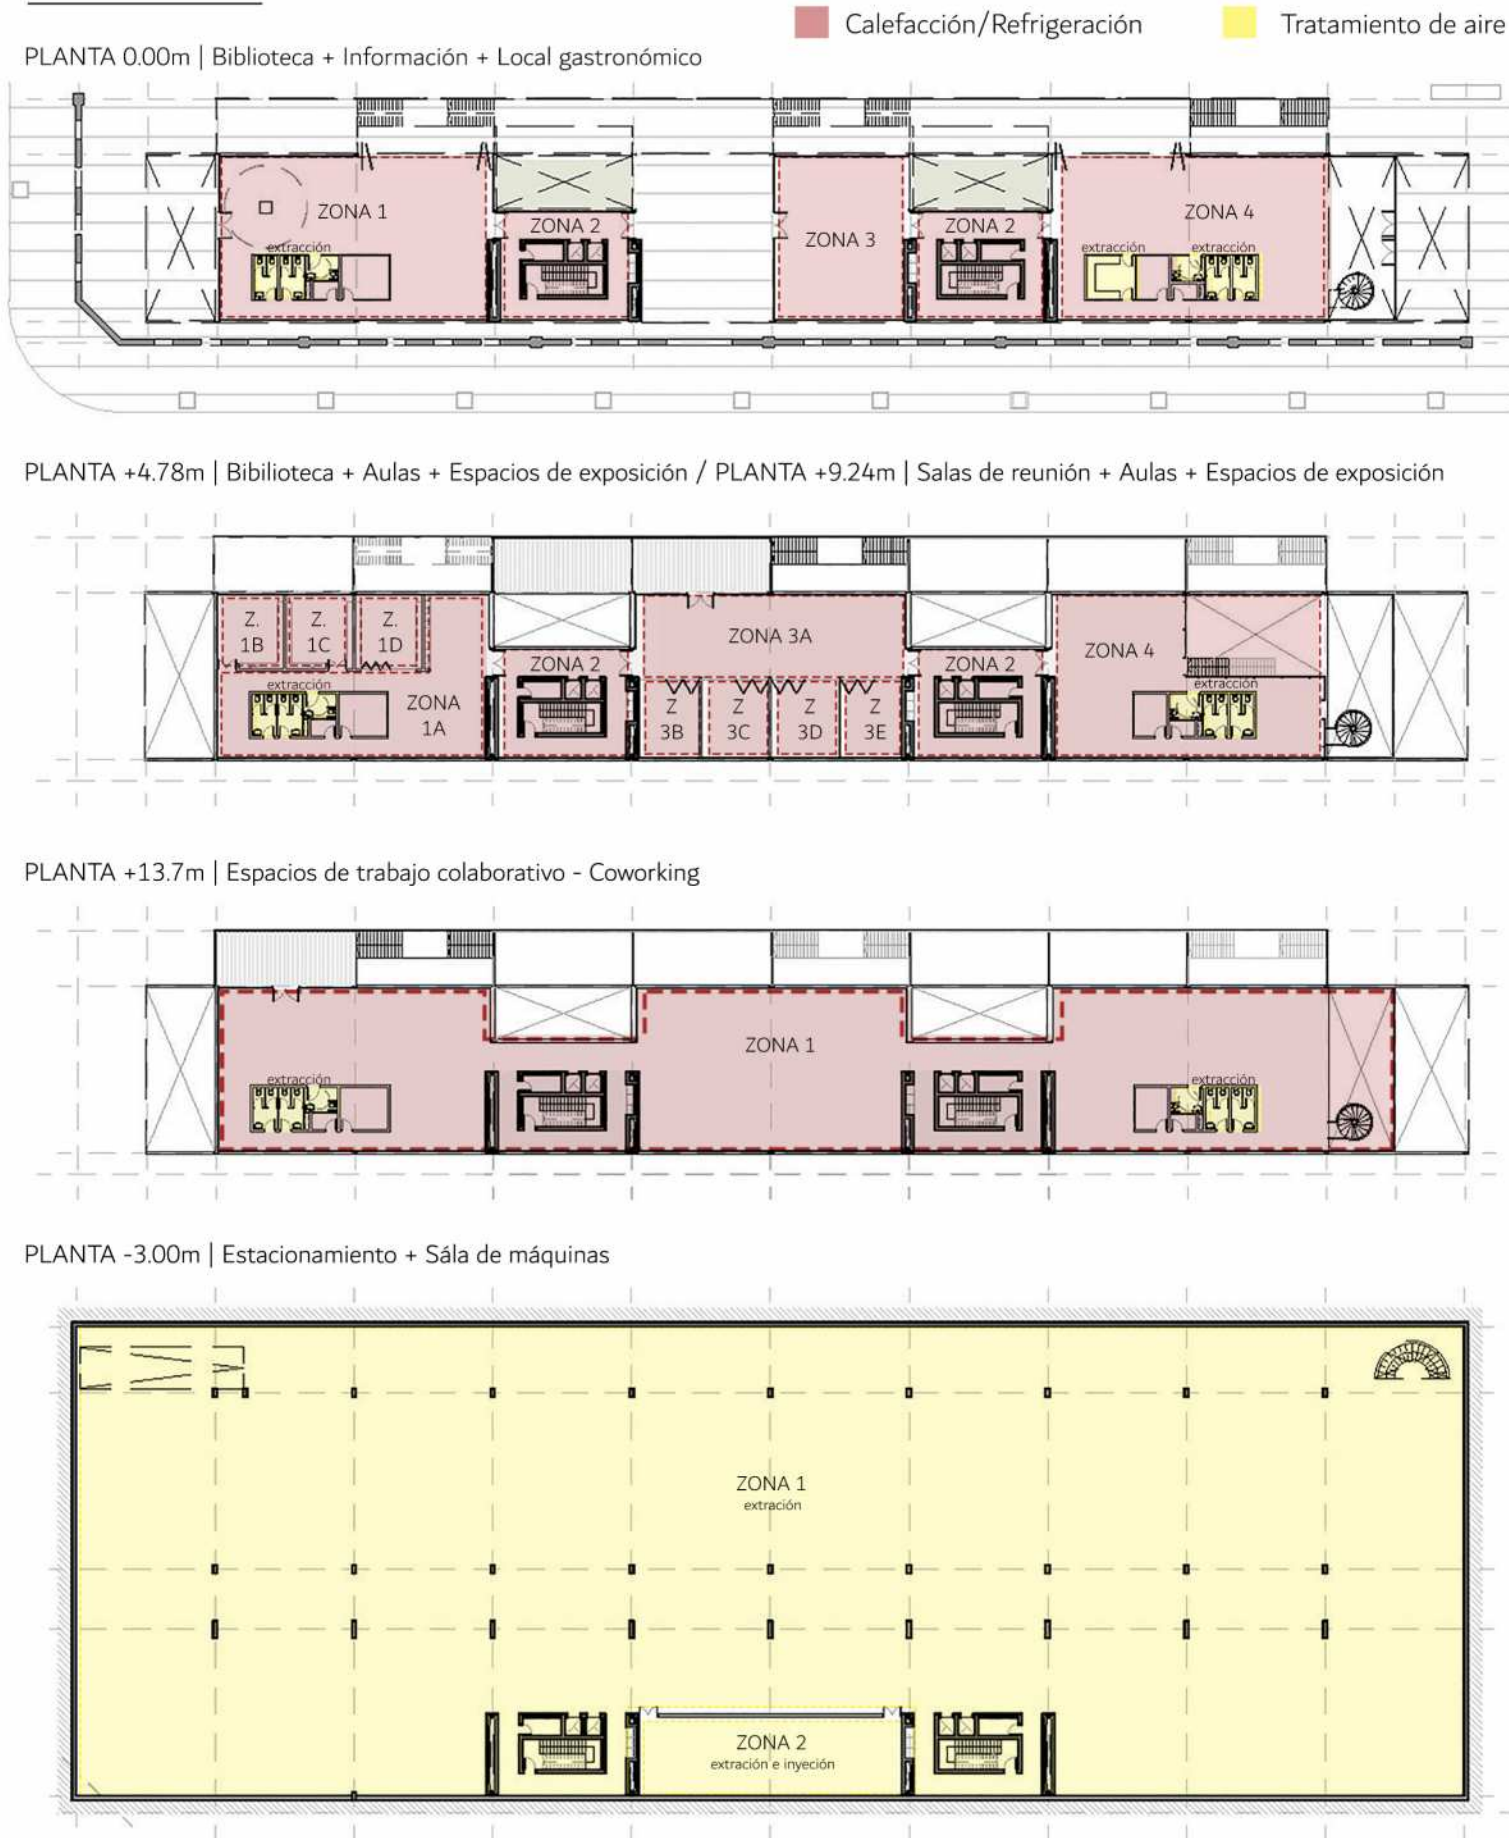 Calefacción/Refrigeración
Tratamiento de aire
PLANTA 0.00m | Biblioteca + Información + Local gastronómico
ZONA 1
extracción
ZONA 2
ZONA 3
ZONA 2
ZONA 4
extracción
extracción
PLANTA +4.78m | Bibilioteca + Aulas + Espacios de exposición / PLANTA +9.24m | Salas de reunión + Aulas + Espacios de exposición
Z.
1B
Z.
1C
Z.
1D
extracción
ZONA
1A
ZONA 2
ZONA 3A
Z
3B
Z
3C
Z
3D
Z
3E
ZONA 2
ZONA 4
extracción
PLANTA +13.7m | Espacios de trabajo colaborativo - Coworking
extracción
ZONA 1
extracción
PLANTA -3.00m | Estacionamiento + Sála de máquinas
ZONA 1
extración
ZONA 2
extración e inyeción